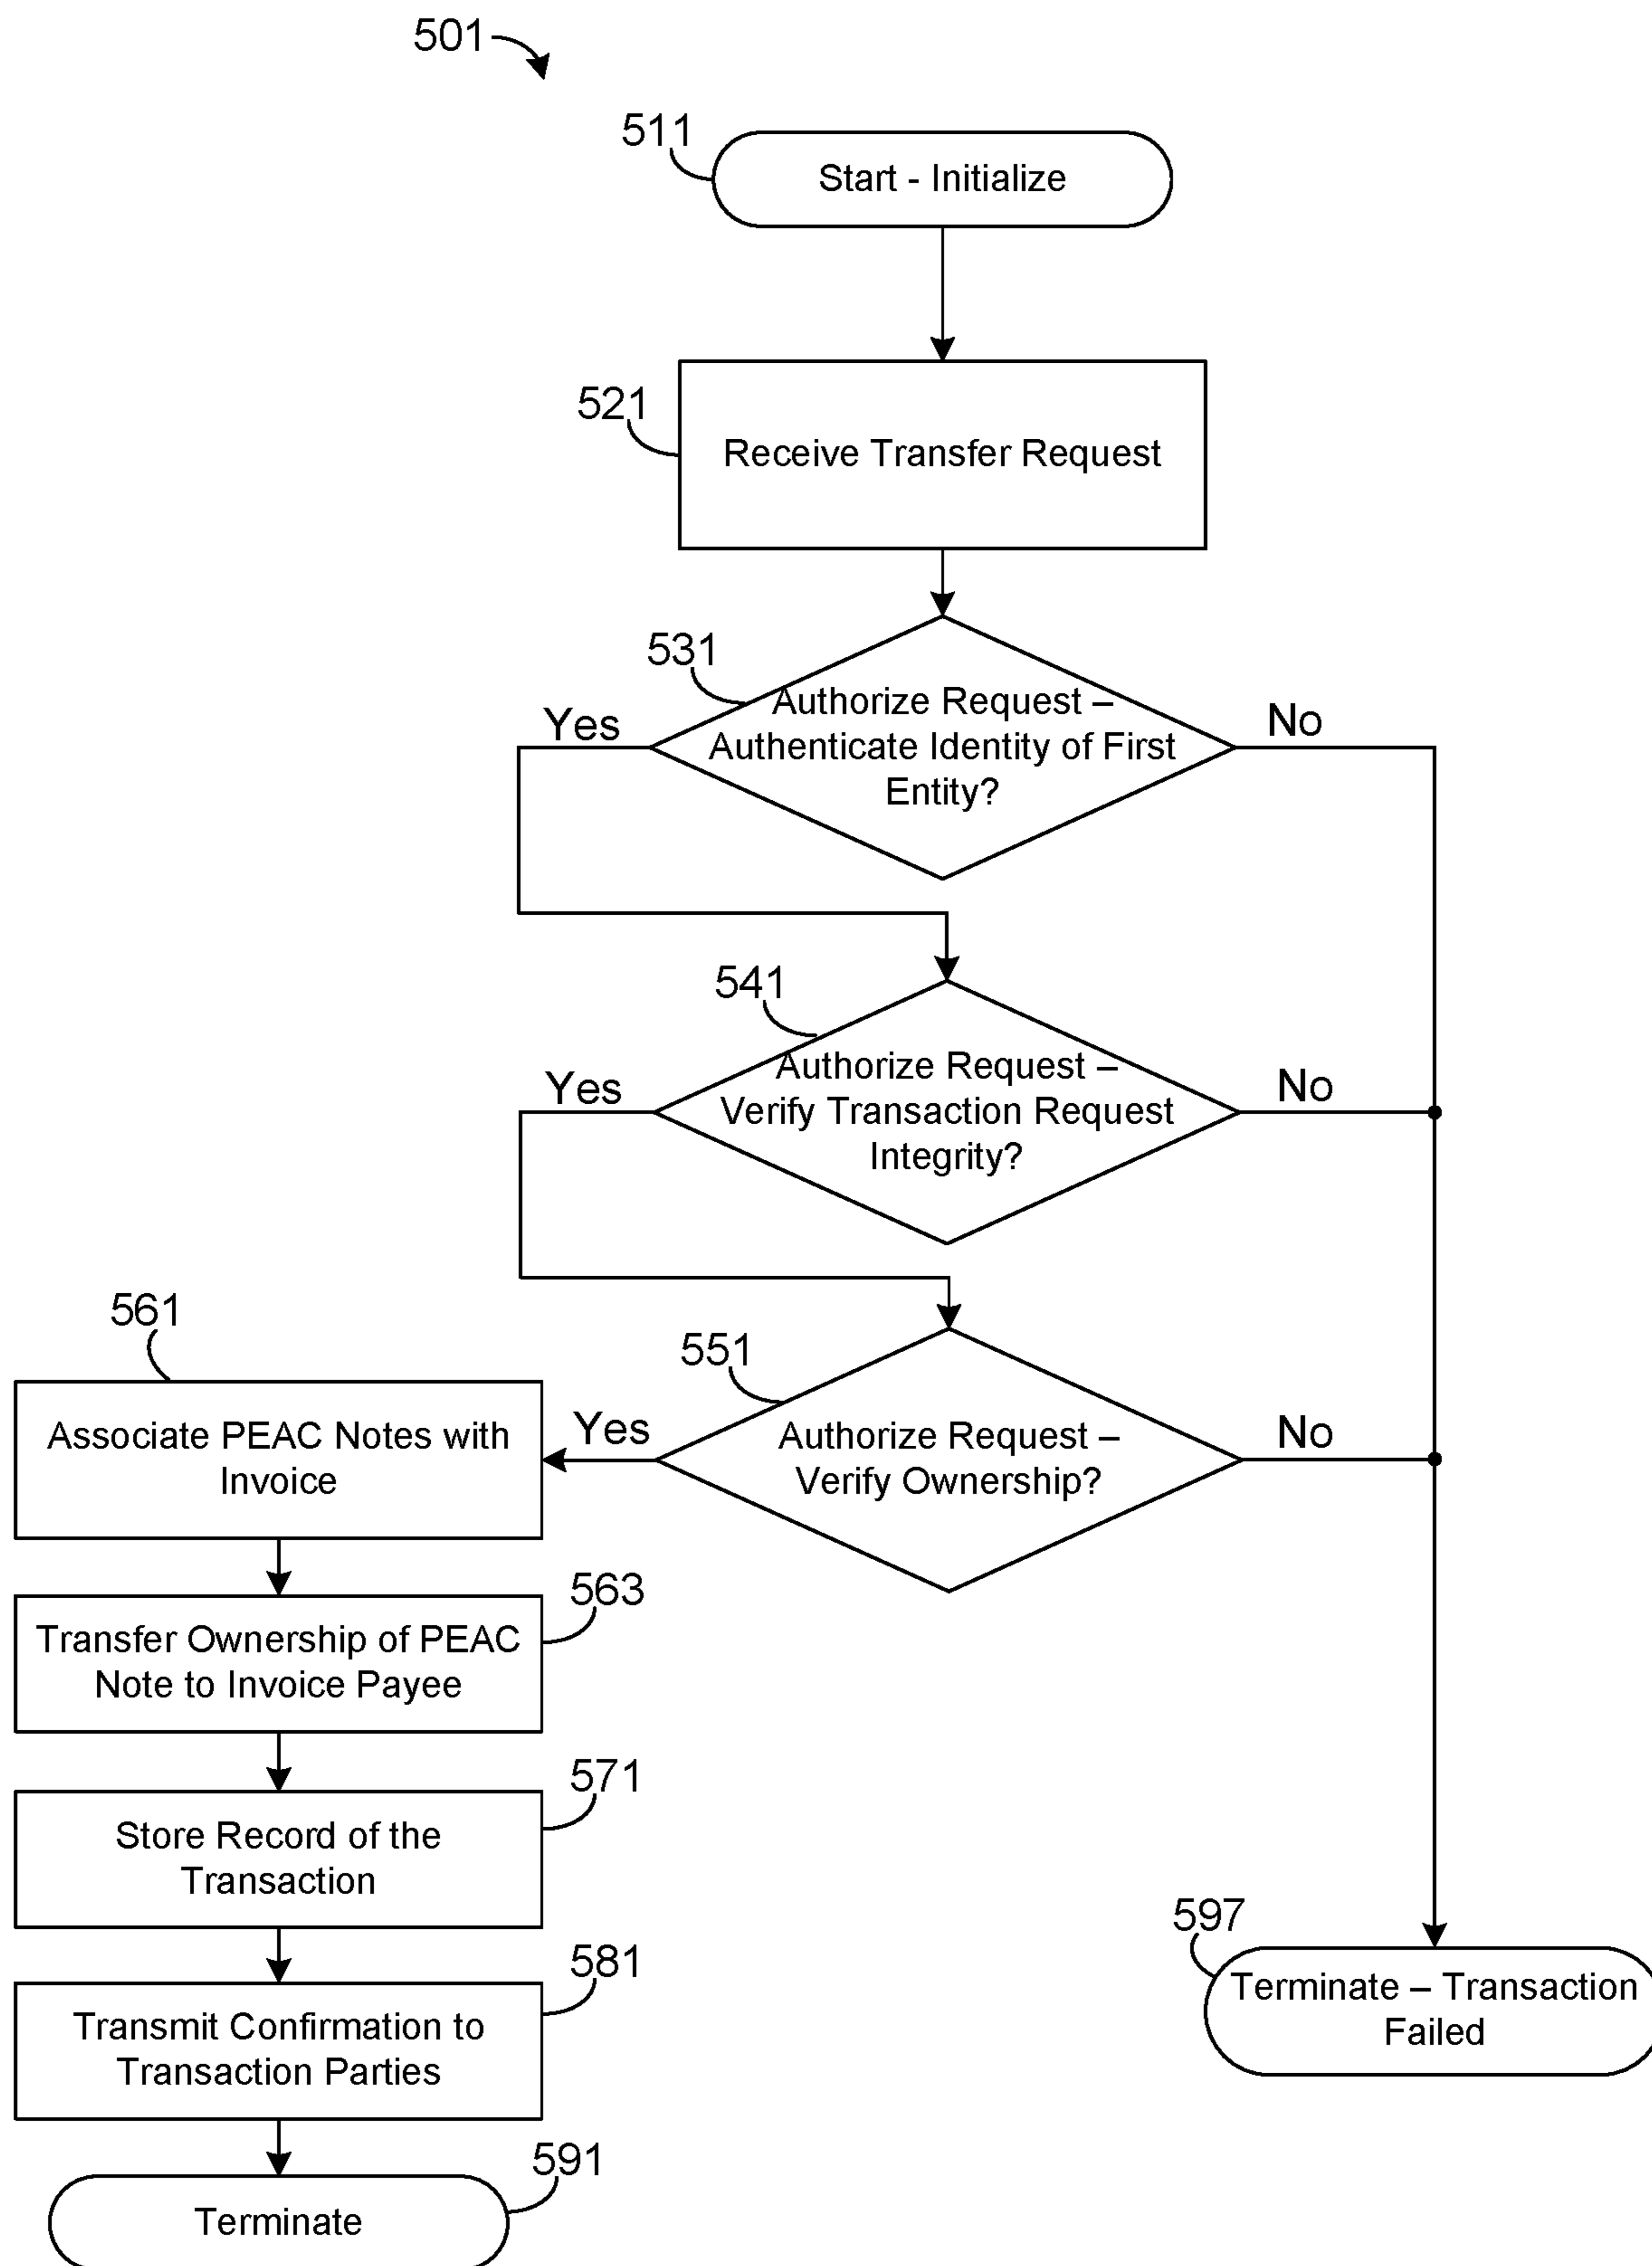 501
511
Start - Initialize
521
Receive Transfer Request
531
Authorize Request –
Authenticate Identity of First
Entity?
Yes
No
541
Authorize Request –
Verify Transaction Request
Integrity?
Yes
No
551
Authorize Request –
Verify Ownership?
Yes
No
561
Associate PEAC Notes with
Invoice
563
Transfer Ownership of PEAC
Note to Invoice Payee
571
Store Record of the
Transaction
581
Transmit Confirmation to
Transaction Parties
591
Terminate
597
Terminate – Transaction
Failed